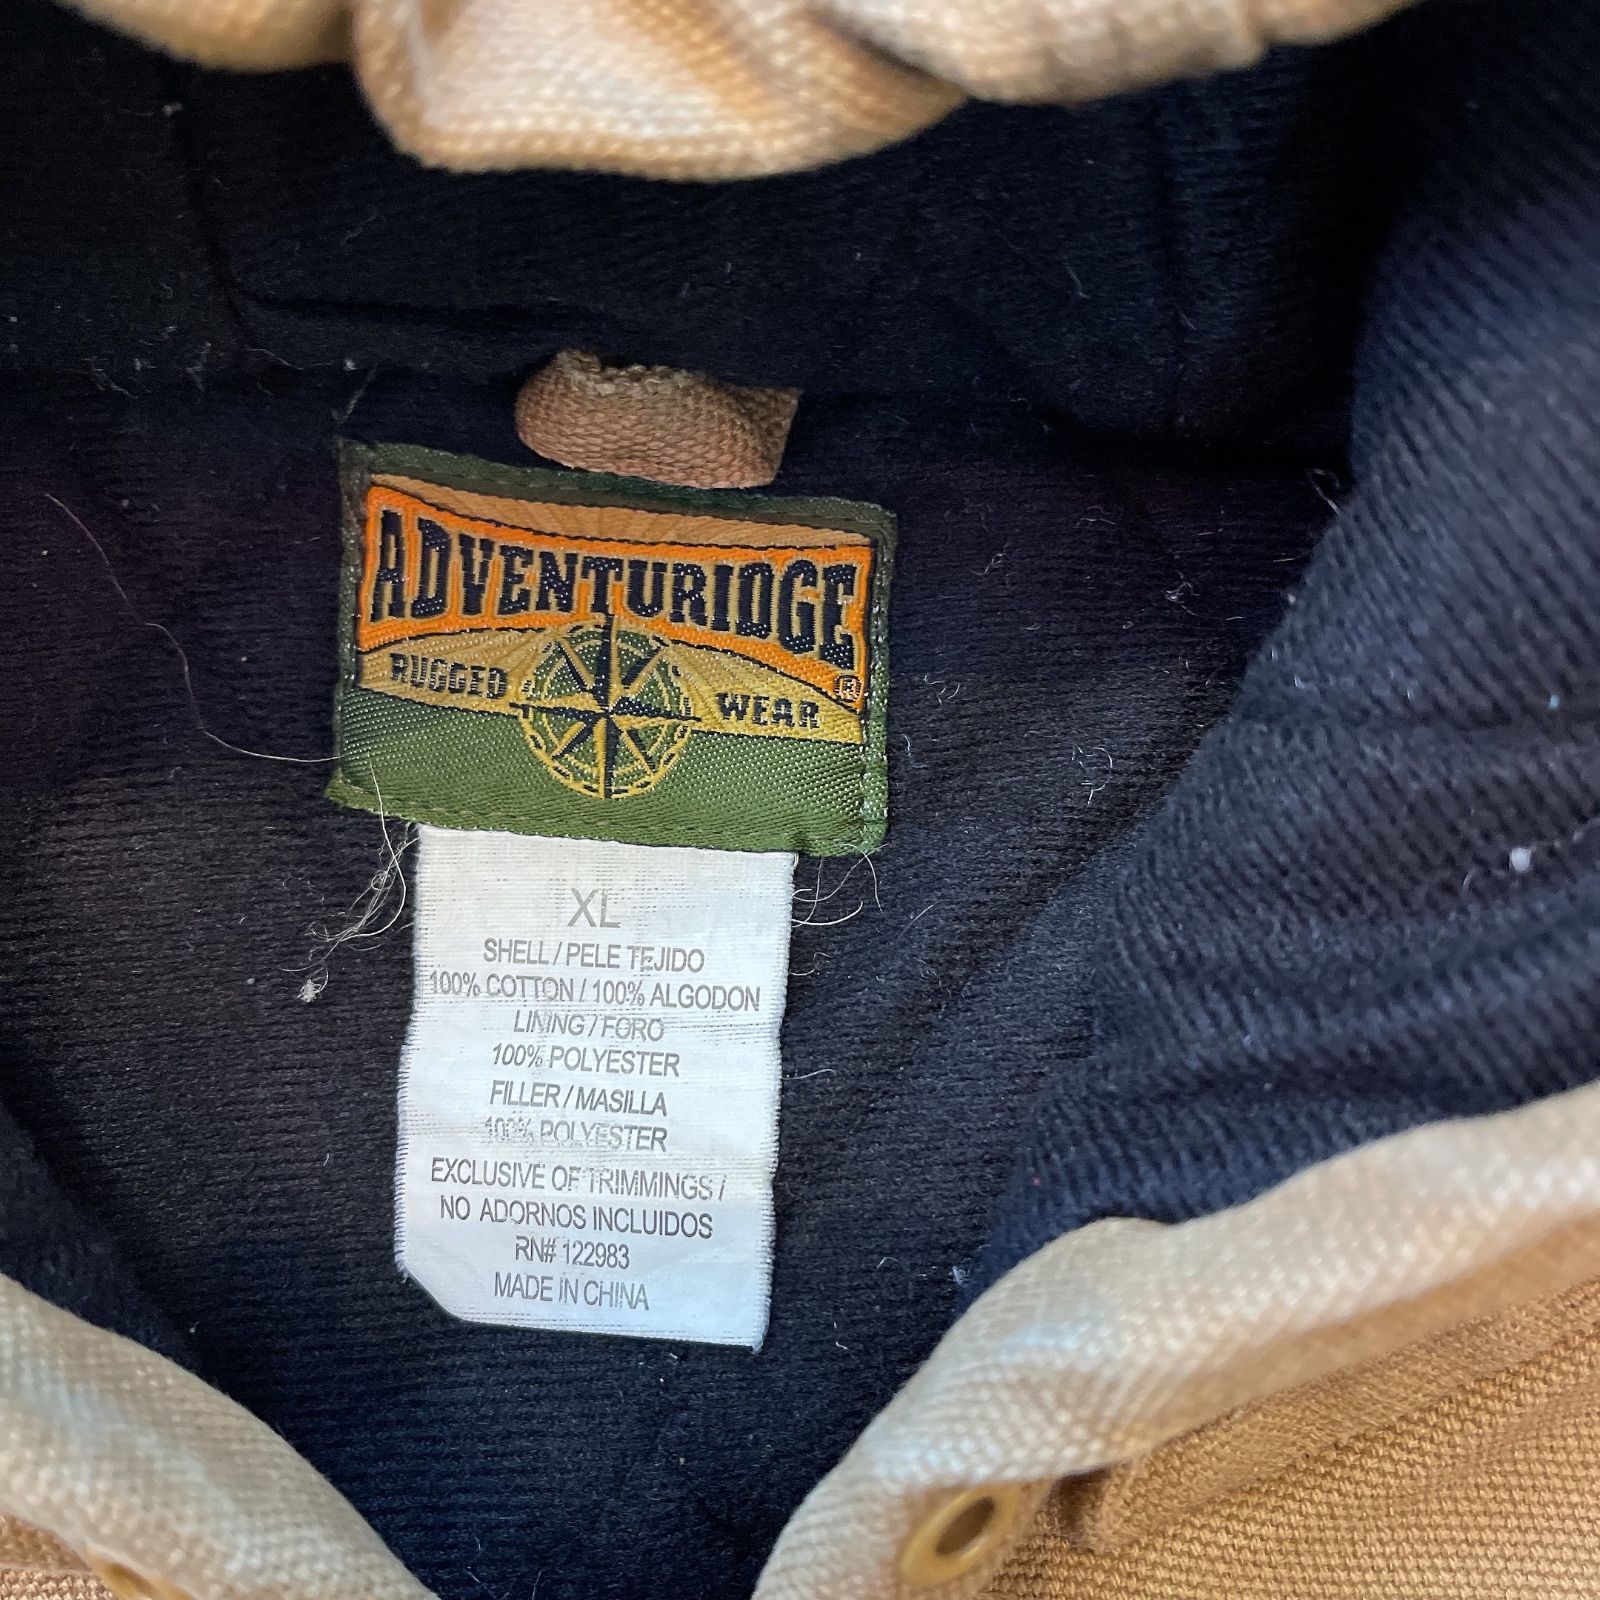 ADVENTURIDGE
RUGGED WEAR ®
XL
SHELL / PELE TEJIDO
100% COTTON / 100% ALGODON
LINING / FORO
100% POLYESTER
FILLER / MASILLA
100% POLYESTER
EXCLUSIVE OF TRIMMINGS /
NO ADORNOS INCLUIDOS
RN# 122983
MADE IN CHINA